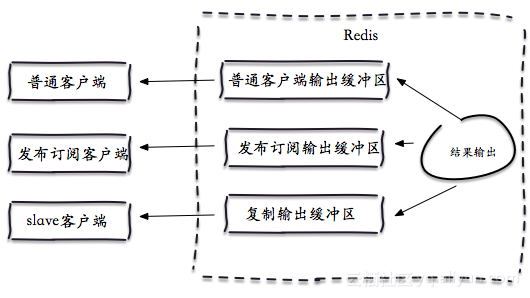 Redis
普通客户端
普通客户端输出缓冲区
发布订阅客户端
发布订阅输出缓冲区
结果输出
slave客户端
复制输出缓冲区